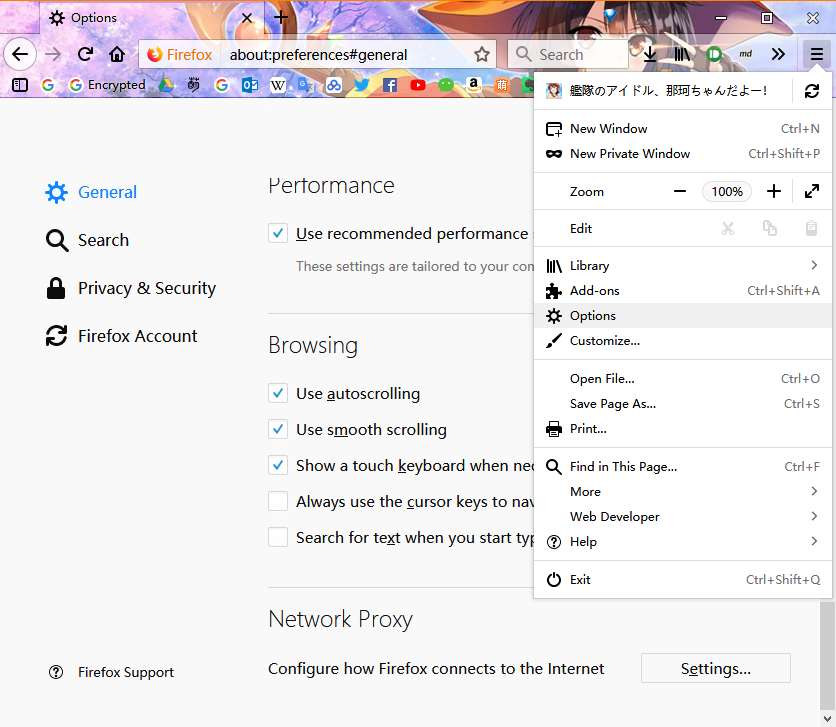 Options
Firefox
about:preferences#general
Search
md
Encrypted
General
Search
Privacy & Security
Firefox Account
Firefox Support
Performance
Use recommended performance
These settings are tailored to your
Browsing
Use autoscrolling
Use smooth scrolling
Show a touch keyboard when
Always use the cursor keys to
Search for text when you start
Network Proxy
Configure how Firefox connects to the Internet
Settings...
艦隊のアイドル、那珂ちゃんだよー!
New Window Ctrl+N
New Private Window Ctrl+Shift+P
Zoom 100%
Edit
Library
Add-ons Ctrl+Shift+A
Options
Customize...
Open File... Ctrl+O
Save Page As... Ctrl+S
Print...
Find in This Page... Ctrl+F
More
Web Developer
Help
Exit Ctrl+Shift+Q